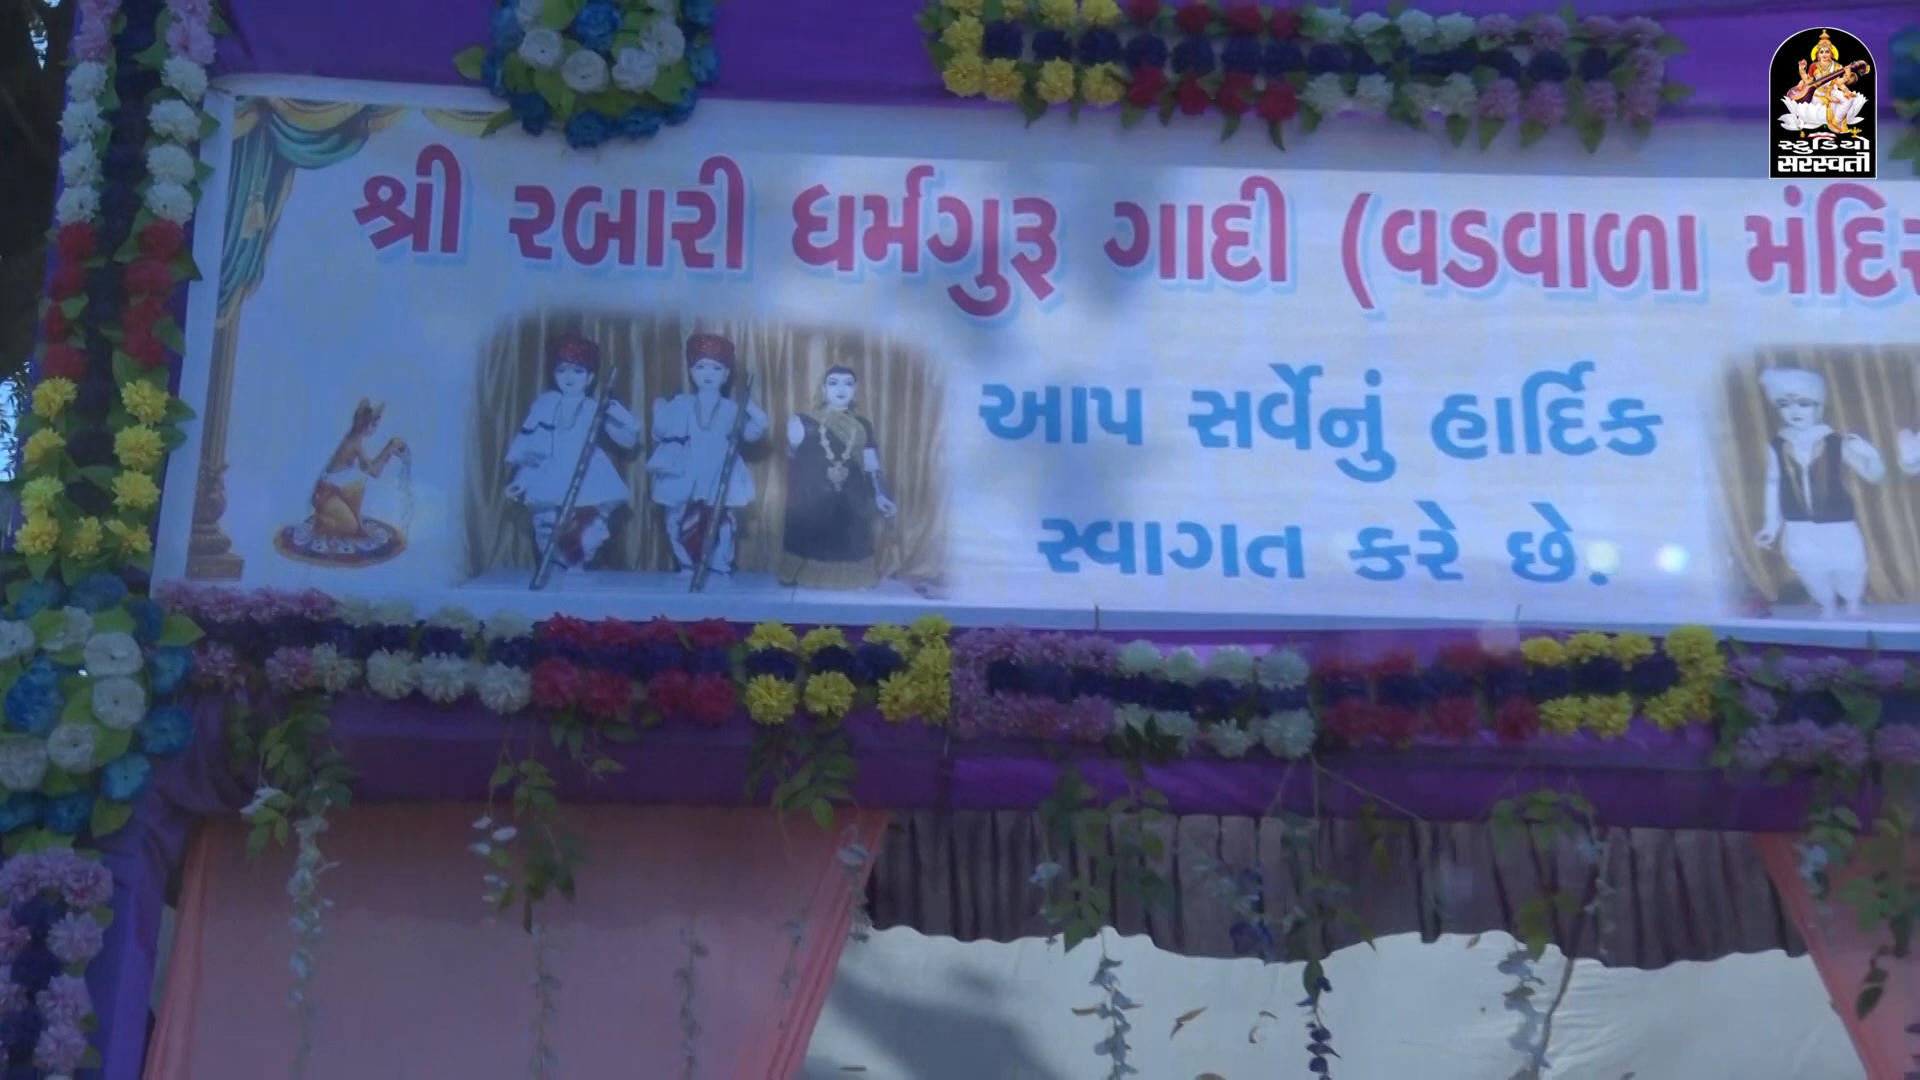 શ્રી રબારી ધર્મગુરૂ ગાદી (વડવાળા મંદિર
આપ સર્વેનું હાર્દિક
સ્વાગત કરે છે.
સ્ટુડિયો
સરસ્વતી